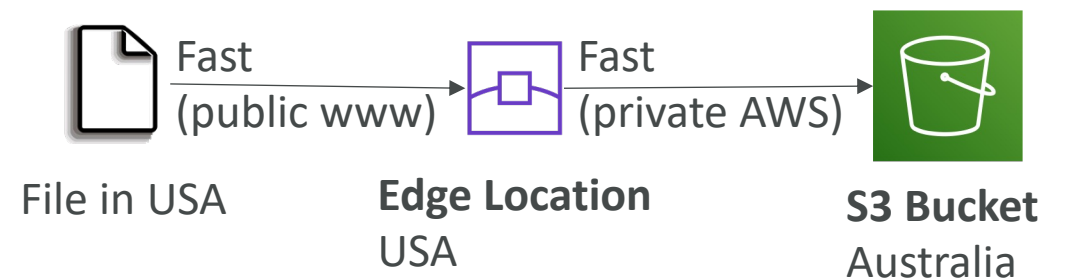 Fast
(public www)
Fast
(private AWS)
File in USA
Edge Location
USA
S3 Bucket
Australia